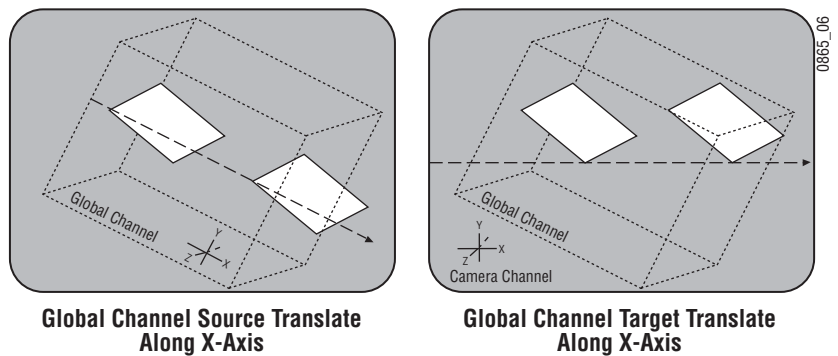 Global Channel
Y
Z
X
Global Channel Source Translate
Along X-Axis
Global Channel
Y
X
Z
Camera Channel
Global Channel Target Translate
Along X-Axis
0865_06